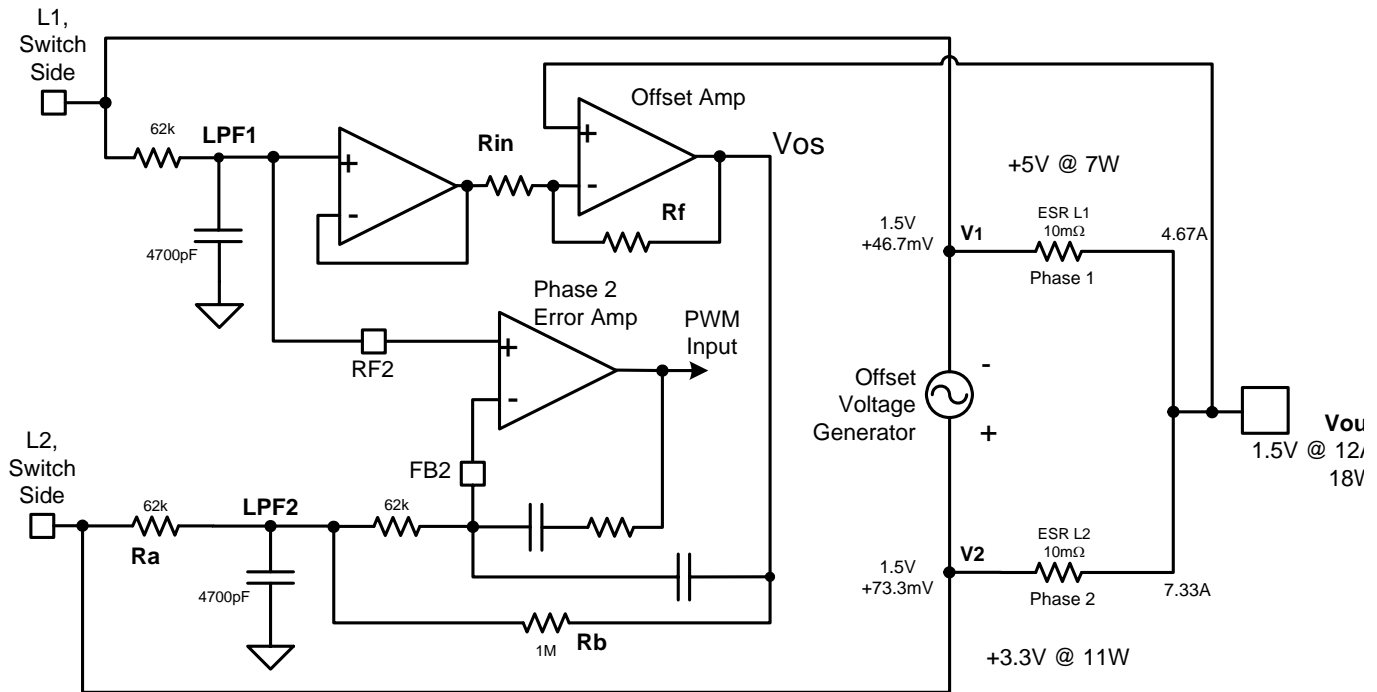 L1,
Switch
Side
62k
LPF1
4700pF
Rin
Offset Amp
Vos
Rf
+
-
+
-
Phase 2
Error Amp
+
-
PWM
Input
RF2
FB2
L2,
Switch
Side
62k
Ra
LPF2
4700pF
62k
1M
Rb
+5V @ 7W
1.5V
+46.7mV
V1
ESR L1
10mΩ
Phase 1
4.67A
Offset
Voltage
Generator
-
+
1.5V
+73.3mV
V2
ESR L2
10mΩ
Phase 2
7.33A
+3.3V @ 11W
1.5V @